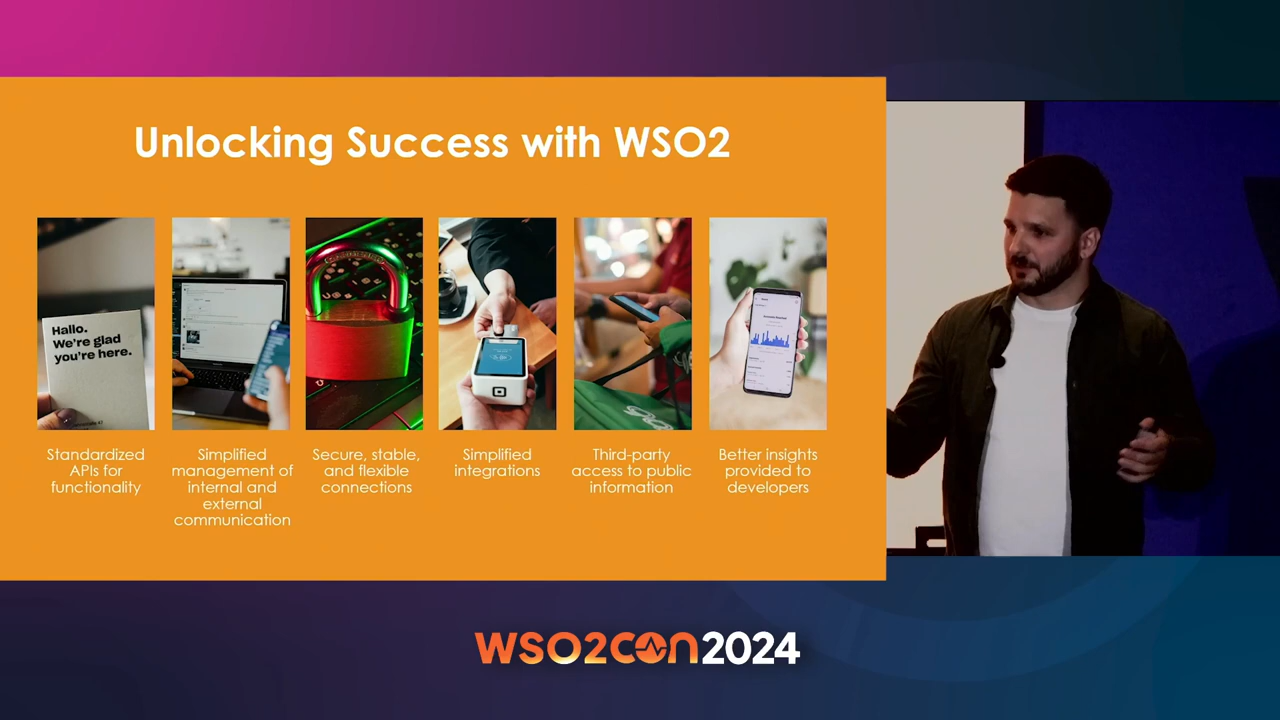 Unlocking Success with WSO2
Hallo.
We're glad
you're here.
Standardized
APIs for
functionality
Simplified
management of
internal and
external
communication
Secure, stable,
and flexible
connections
Simplified
integrations
Third-party
access to public
information
Better insights
provided to
developers
WSO2CON2024